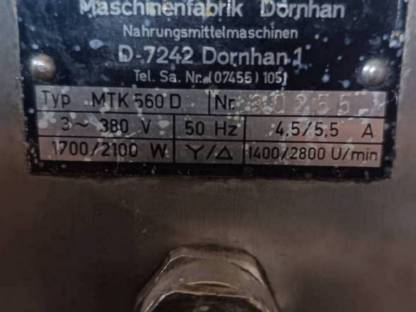 Maschinenfabrik Dornhan
Nahrungsmittelmaschinen
D-7242 Dornhan 1
Tel. Sa. Nr. (07455) 1051
Typ MTK 560 D Nr.
3~ 380 V 50 Hz 4,5/5,5 A
1700/2100 W Y/Δ 1400/2800 U/min